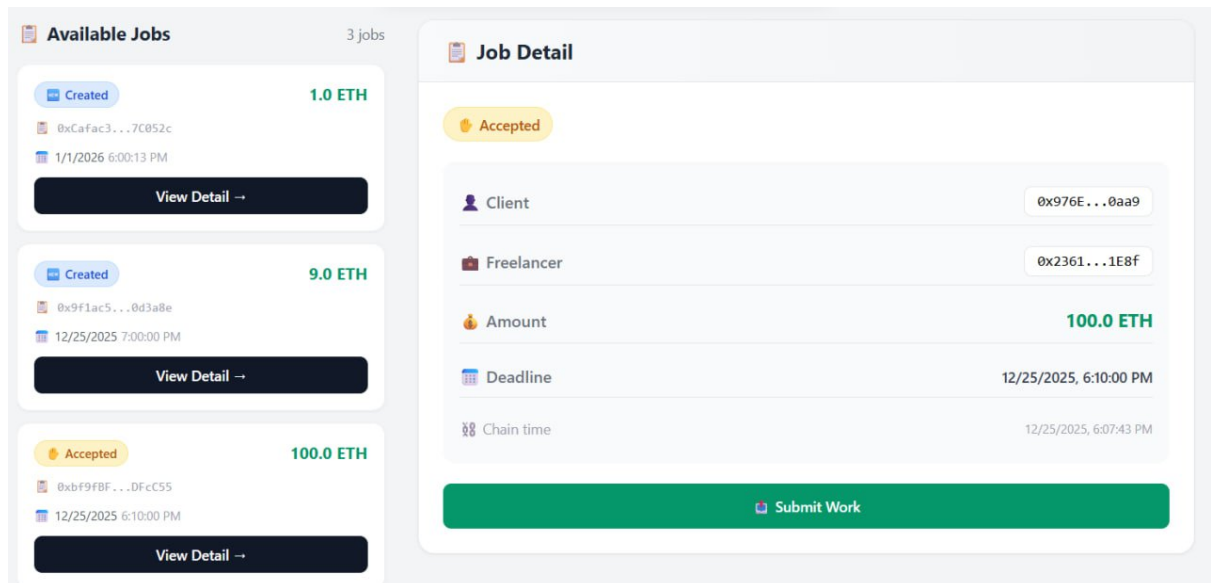 Available Jobs
3 jobs
Created
1.0 ETH
0xCafac3...7C052c
1/1/2026 6:00:13 PM
View Detail →
Created
9.0 ETH
0x9f1ac5...0d3a8e
12/25/2025 7:00:00 PM
View Detail →
Accepted
100.0 ETH
0xbf9fBF...DFcC55
12/25/2025 6:10:00 PM
View Detail →
Job Detail
Accepted
Client
0x976E...0aa9
Freelancer
0x2361...1E8f
Amount
100.0 ETH
Deadline
12/25/2025, 6:10:00 PM
Chain time
12/25/2025, 6:07:43 PM
Submit Work